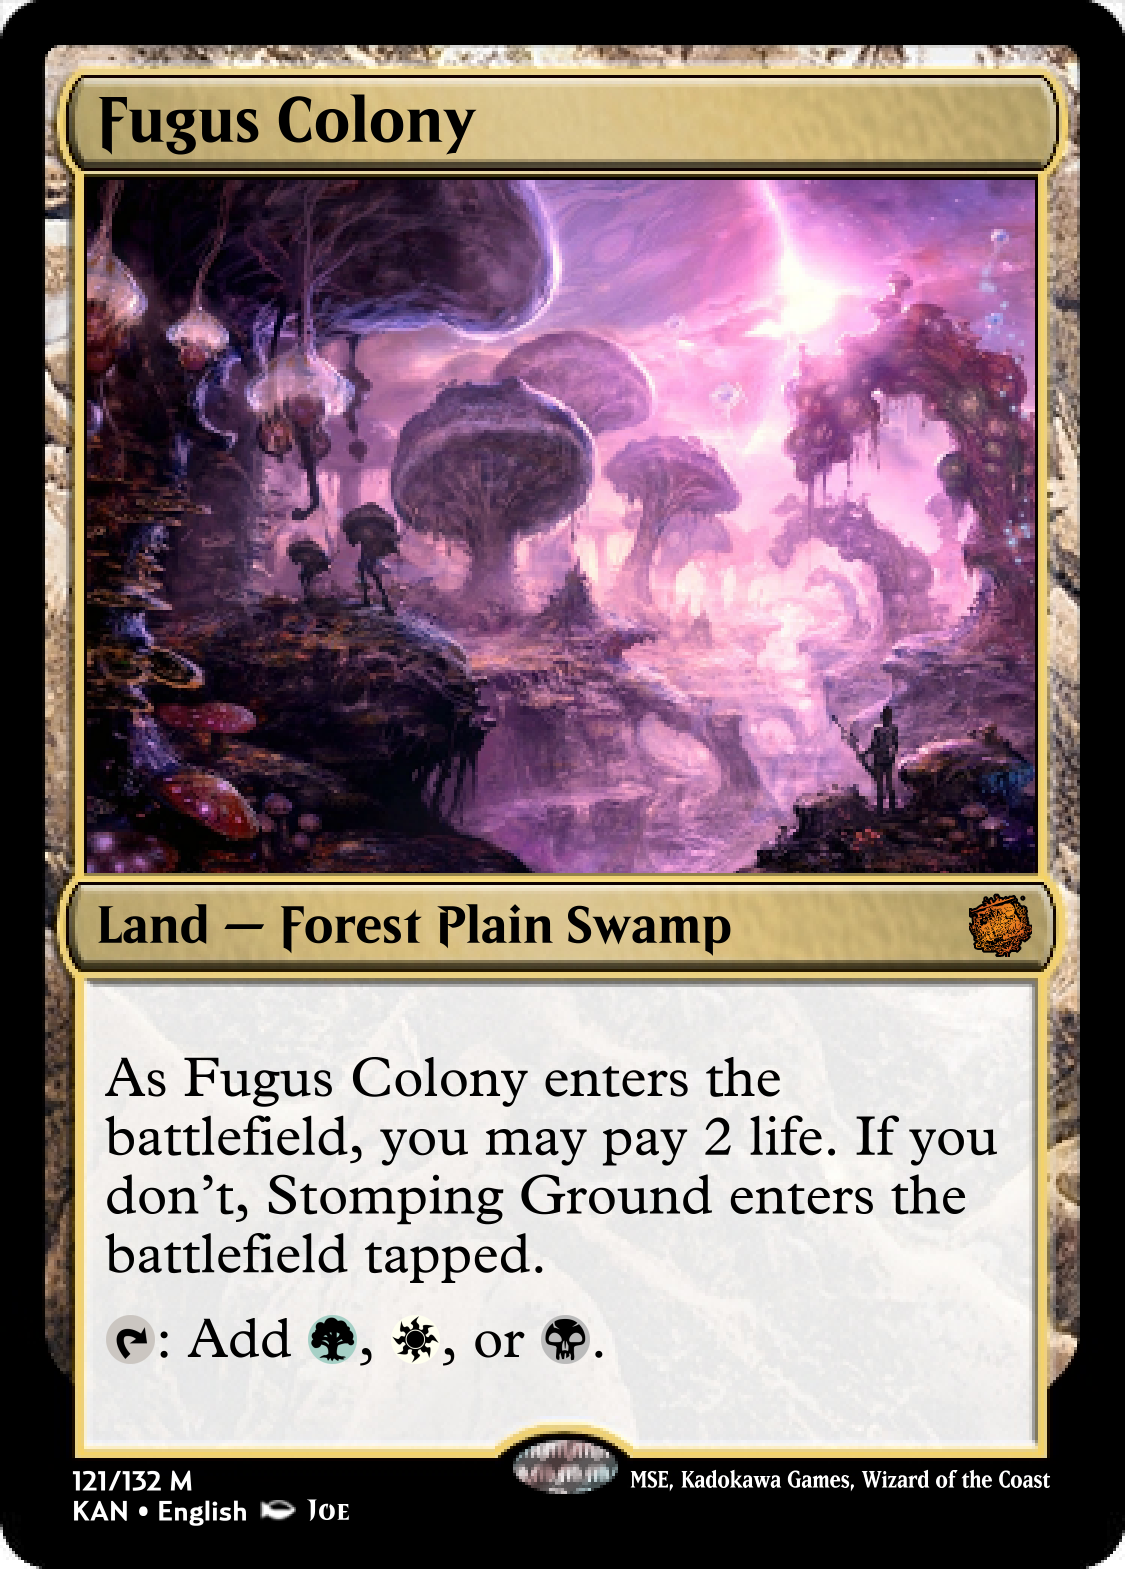 Fugus Colony
Land — Forest Plain Swamp
As Fugus Colony enters the
battlefield, you may pay 2 life. If you
don't, Stomping Ground enters the
battlefield tapped.
: Add , , or .
121/132 M
MSE, Kadokawa Games, Wizard of the Coast
KAN • English JOE